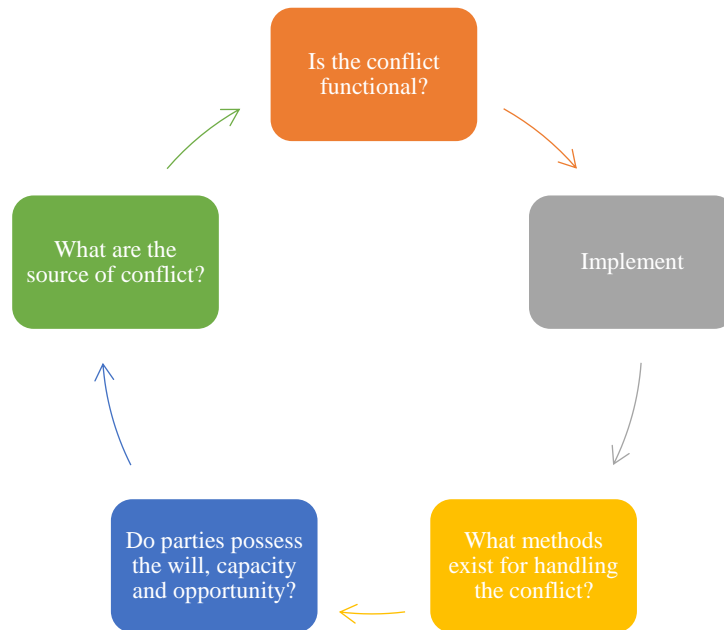 Is the conflict
functional?
Implement
What methods
exist for handling
the conflict?
Do parties possess
the will, capacity
and opportunity?
What are the
source of conflict?